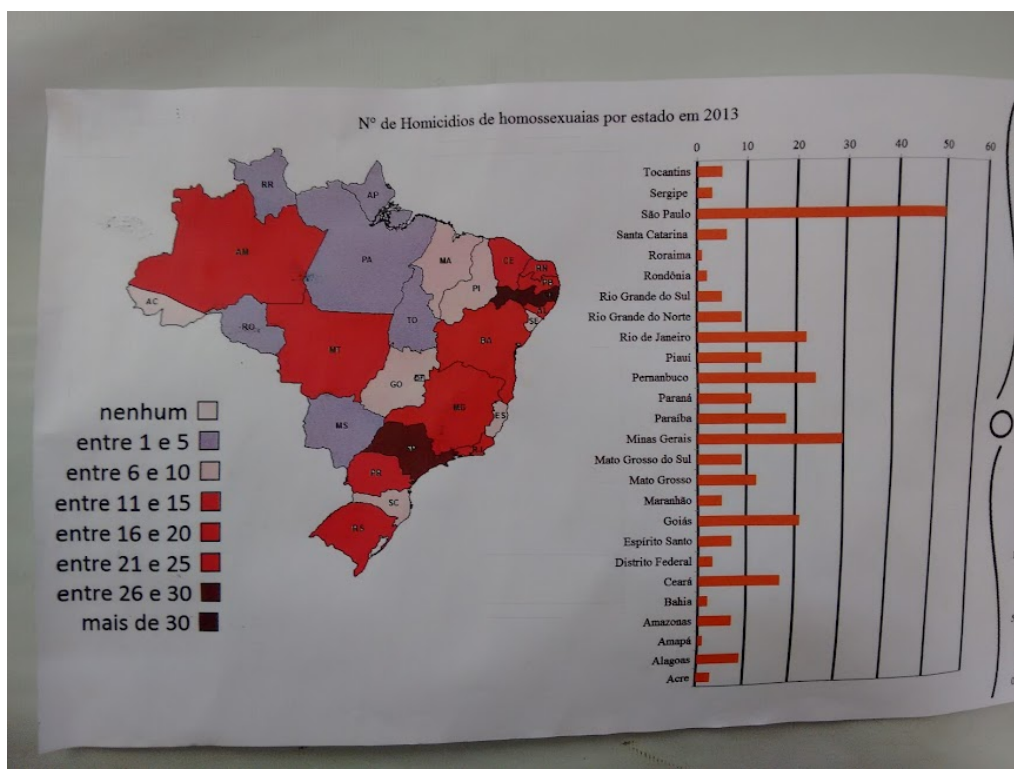 Nº de Homicidios de homossexuaias por estado em 2013
RR
AP
AM
PA
MA
CE
RN
PB
PI
AC
TO
RO
SE
BA
MT
GO
DF
MG
ES
MS
SP
RJ
PR
SC
RS
nenhum
entre 1 e 5
entre 6 e 10
entre 11 e 15
entre 16 e 20
entre 21 e 25
entre 26 e 30
mais de 30
0 10 20 30 40 50 60
Tocantins
Sergipe
São Paulo
Santa Catarina
Roraima
Rondônia
Rio Grande do Sul
Rio Grande do Norte
Rio de Janeiro
Piauí
Pernanbuco
Paraná
Paraíba
Minas Gerais
Mato Grosso do Sul
Mato Grosso
Maranhão
Goiás
Espírito Santo
Distrito Federal
Ceará
Bahia
Amazonas
Amapá
Alagoas
Acre